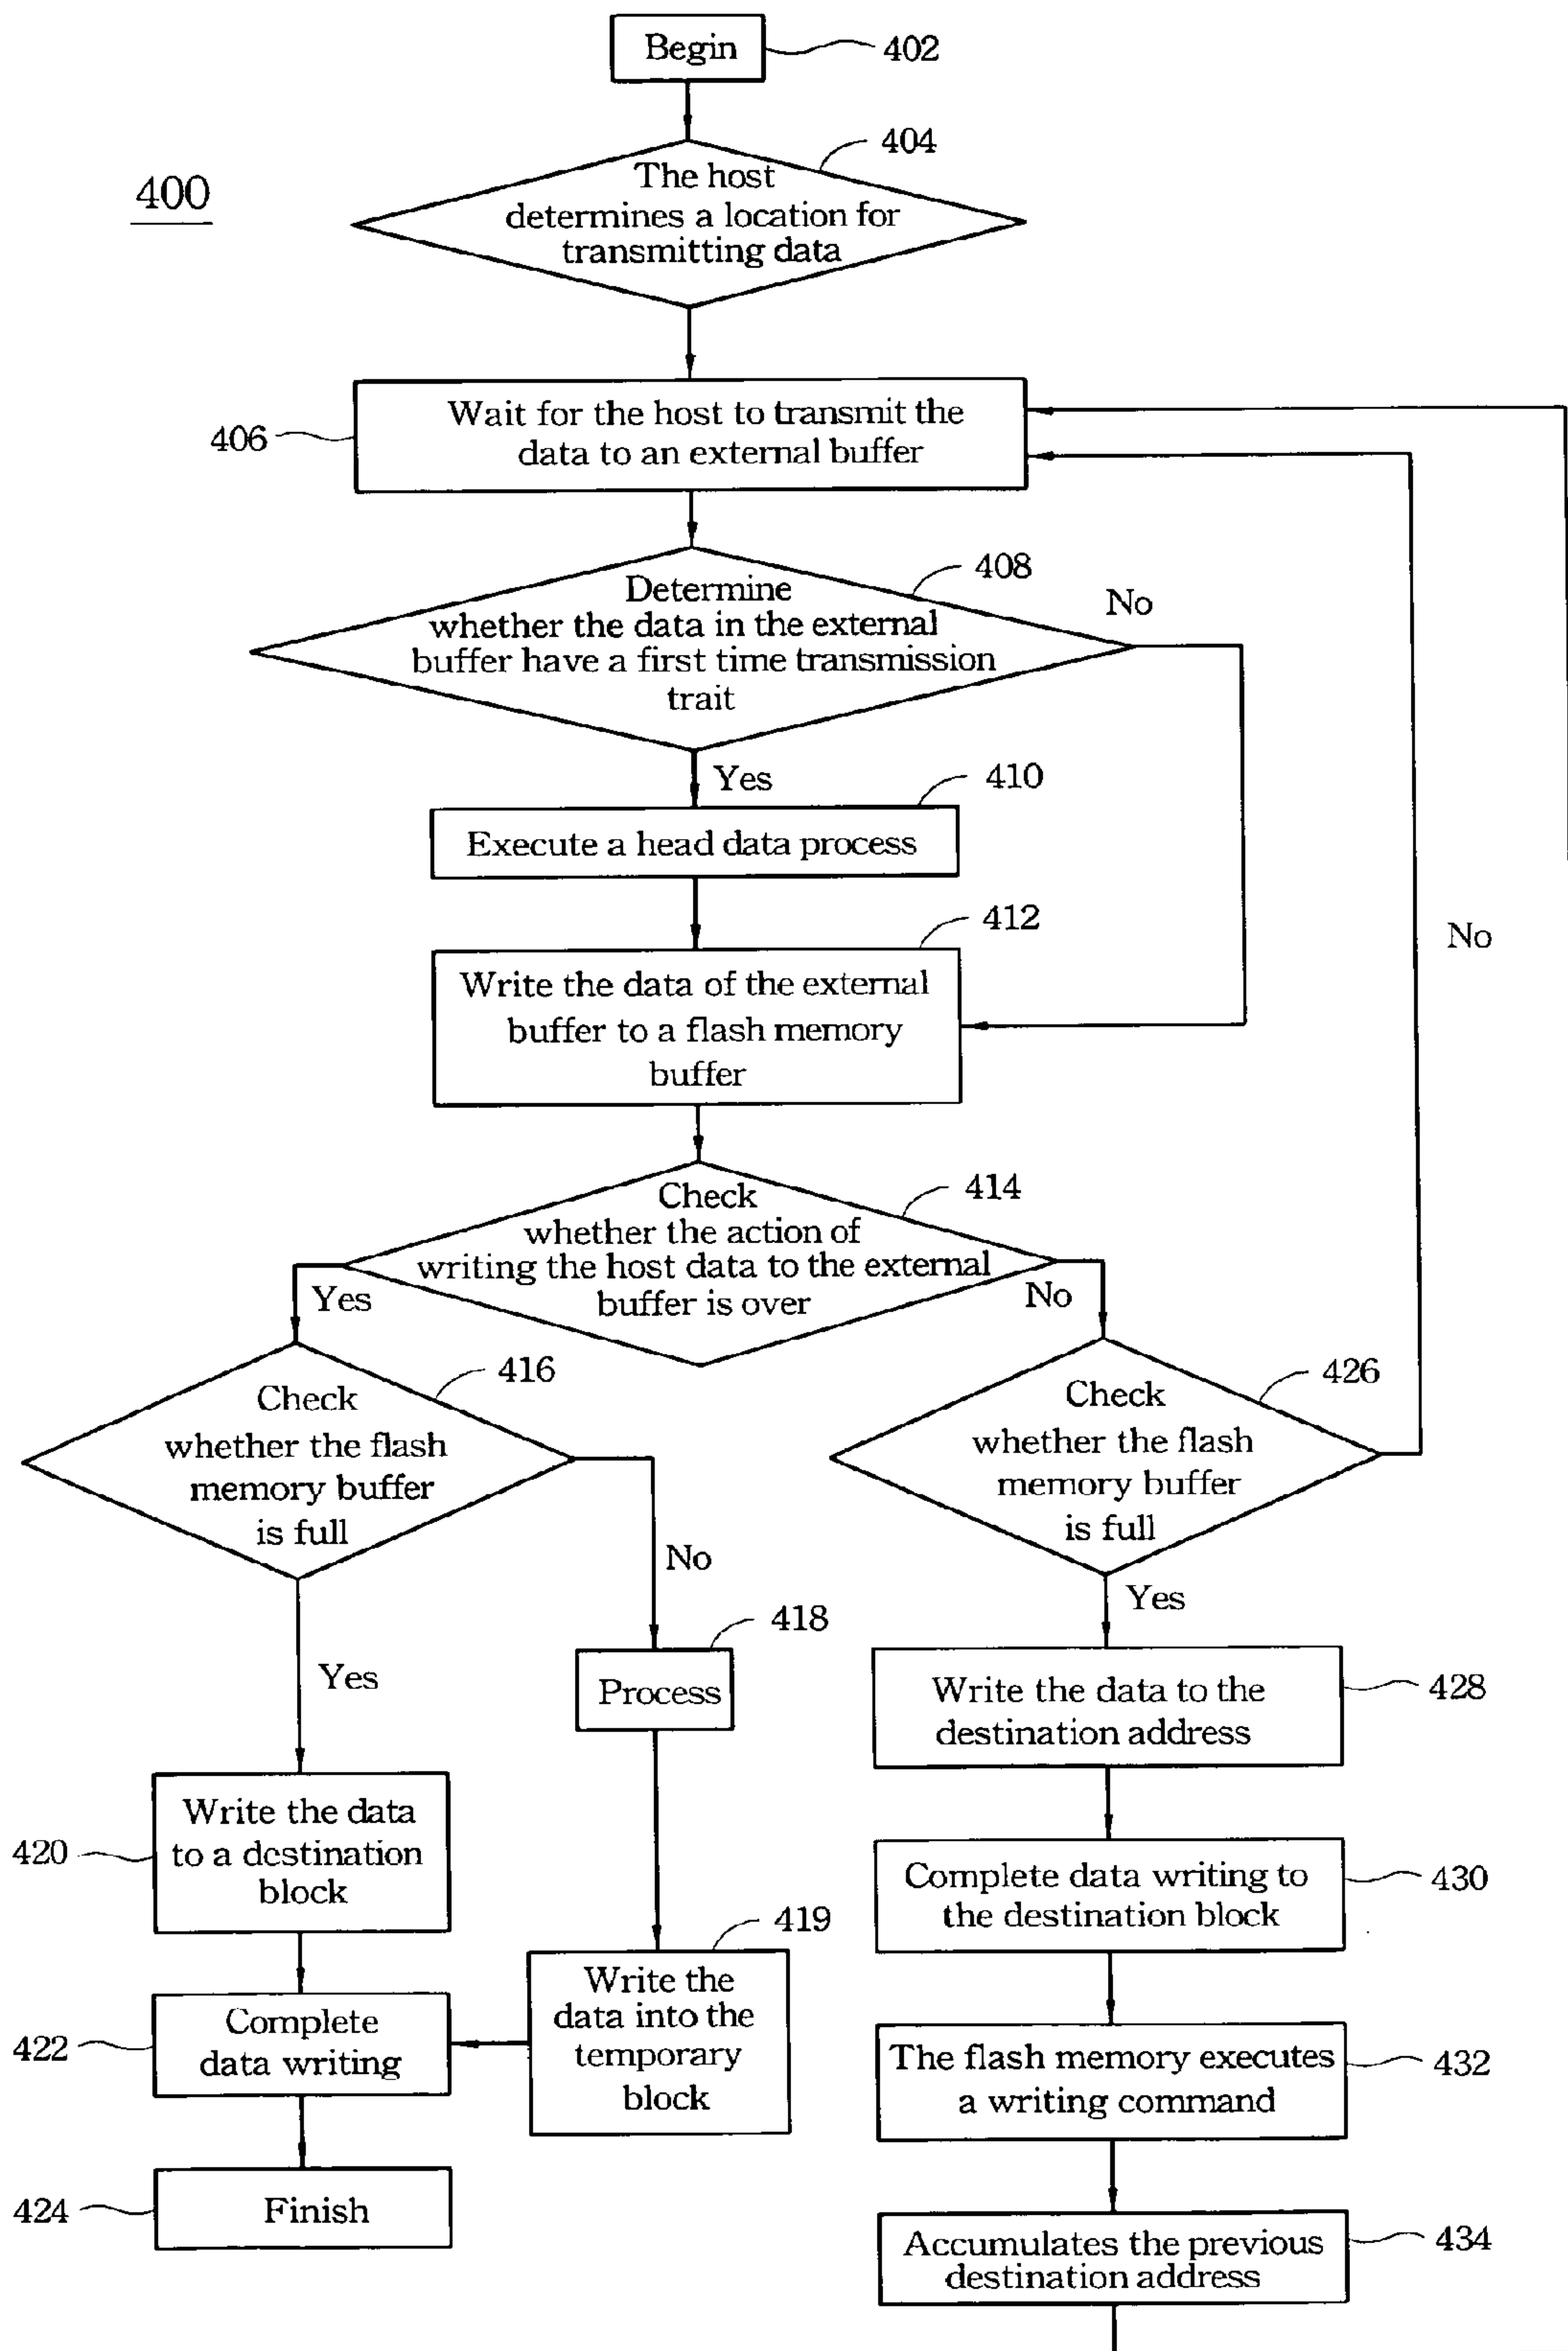 Begin
402
404
400
The host
determines a location for
transmitting data
Wait for the host to transmit the
data to an external buffer
406
408
No
Determine
whether the data in the external
buffer have a first time transmission
trait
Yes
410
Execute a head data process
412
No
Write the data of the external
buffer to a flash memory
buffer
414
Check
whether the action of
writing the host data to the external
buffer is over
Yes
No
416
Check
whether the flash
memory buffer
is full
426
Check
whether the flash
memory buffer
is full
No
Yes
418
Process
Yes
Write the data to the
destination address
428
Write the data
to a destination
block
420
Complete data writing to
the destination block
430
419
Write the
data into the
temporary
block
Complete
data writing
422
The flash memory executes
a writing command
432
Finish
424
Accumulates the previous
destination address
434